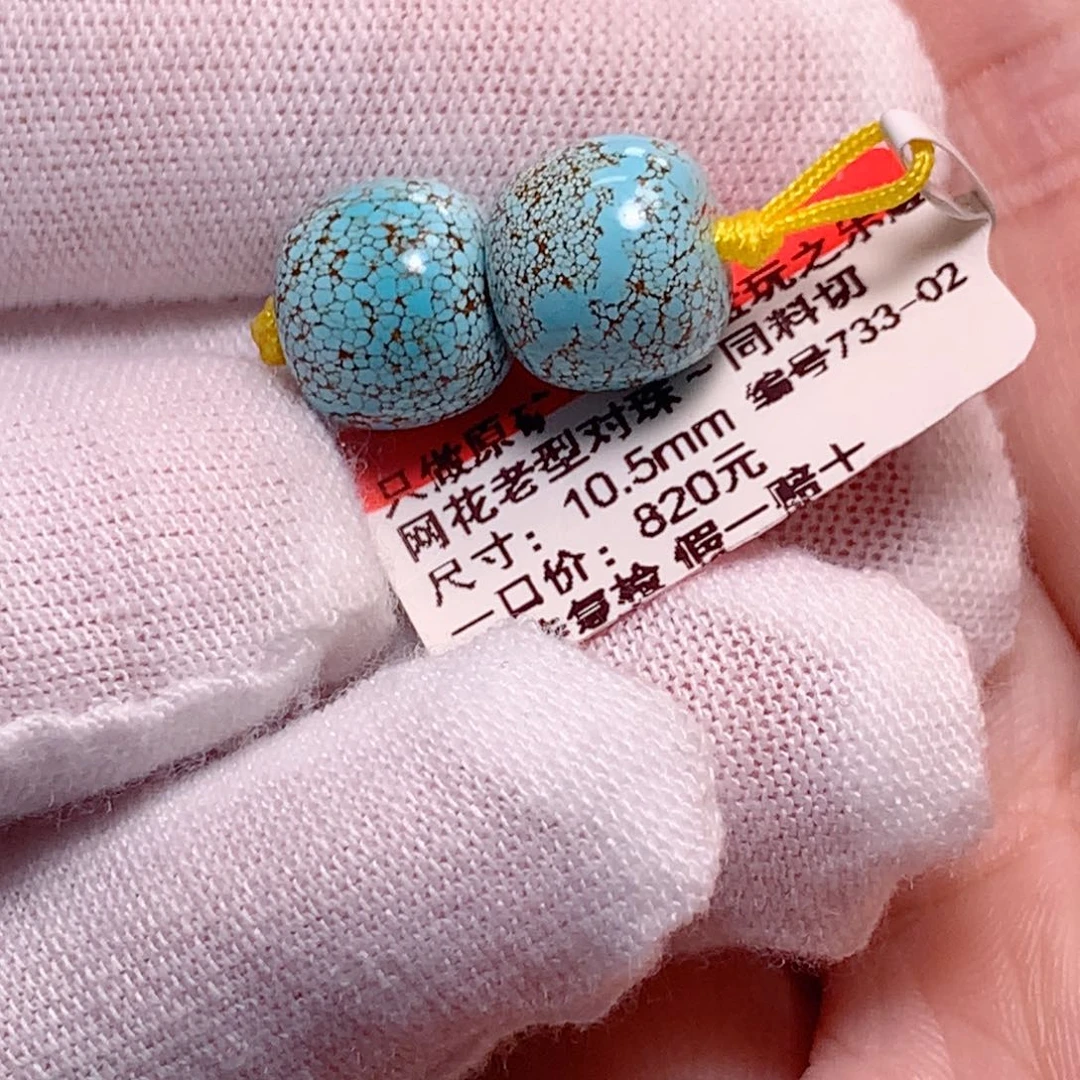 只做原矿 玩之乐
网花老型对珠~同料切
尺寸： 10.5mm 编号733-02
一口价： 820元
复检 假一赔十